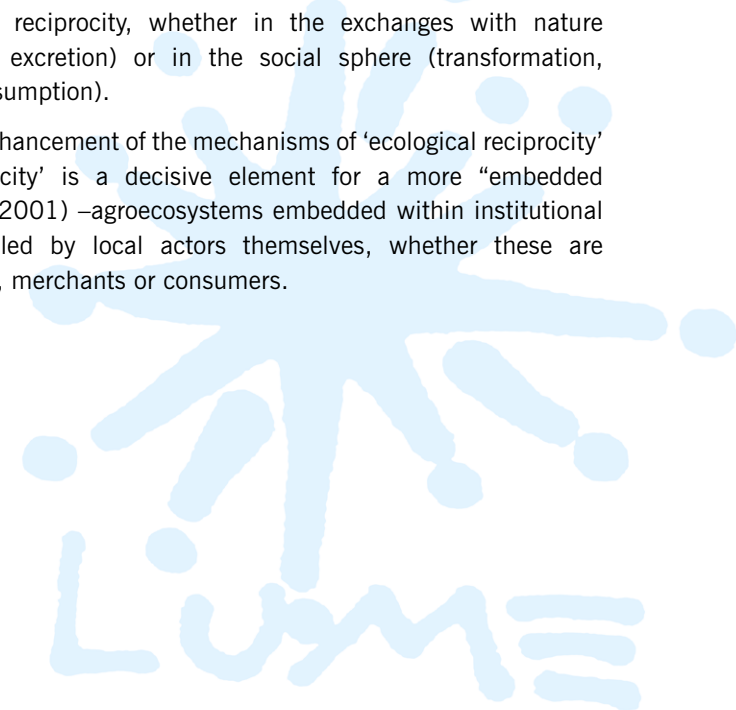 reciprocity, whether in the exchanges with nature
excretion) or in the social sphere (transformation,
sumption).
hancement of the mechanisms of ‘ecological reciprocity’
city’ is a decisive element for a more “embedded
2001) –agroecosystems embedded within institutional
led by local actors themselves, whether these are
, merchants or consumers.
LUME